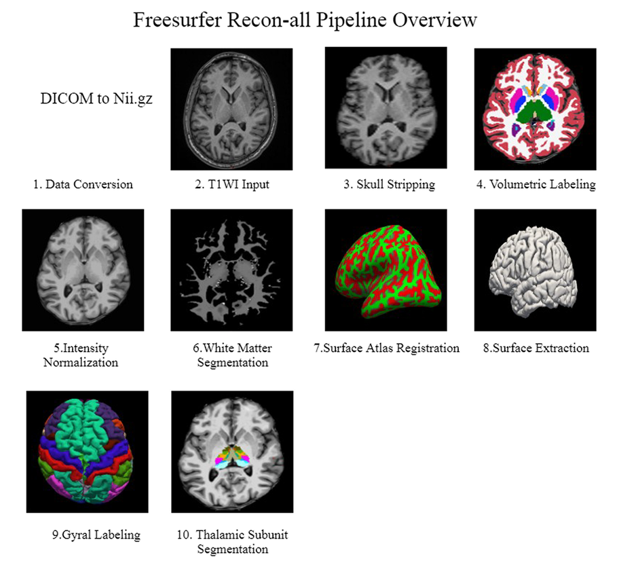 Freesurfer Recon-all Pipeline Overview
DICOM to Nii.gz
1. Data Conversion
2. T1WI Input
3. Skull Stripping
4. Volumetric Labeling
5.Intensity
Normalization
6.White Matter
Segmentation
7.Surface Atlas Registration
8.Surface Extraction
9.Gyral Labeling
10. Thalamic Subunit
Segmentation